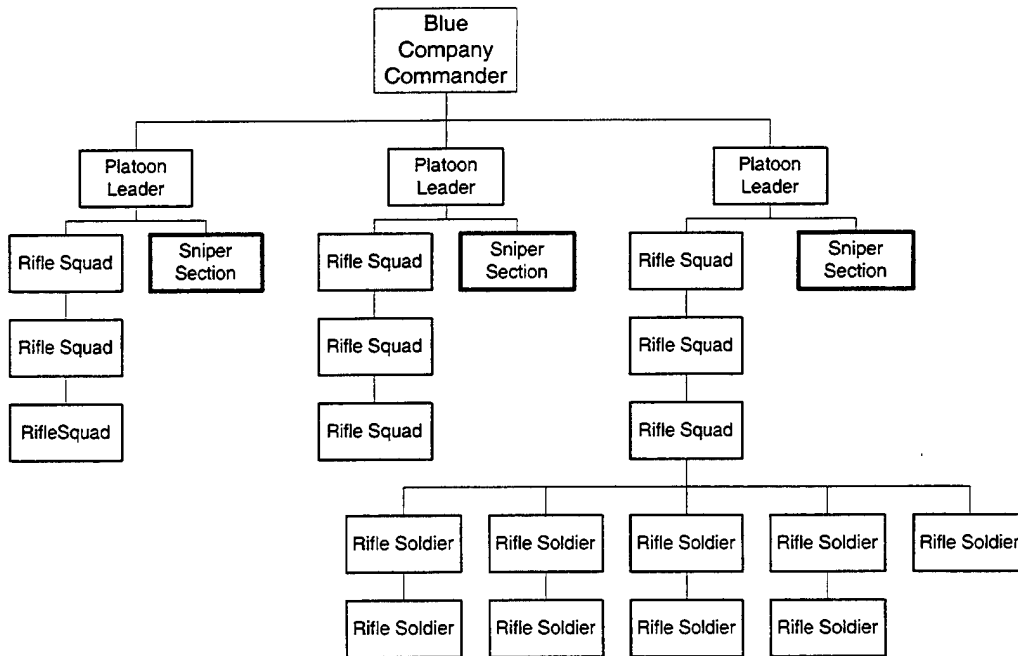 Blue
Company
Commander
Platoon
Leader
Platoon
Leader
Platoon
Leader
Rifle Squad
Sniper
Section
Rifle Squad
Sniper
Section
Rifle Squad
Sniper
Section
Rifle Squad
Rifle Squad
Rifle Squad
RifleSquad
Rifle Squad
Rifle Squad
Rifle Soldier
Rifle Soldier
Rifle Soldier
Rifle Soldier
Rifle Soldier
Rifle Soldier
Rifle Soldier
Rifle Soldier
Rifle Soldier